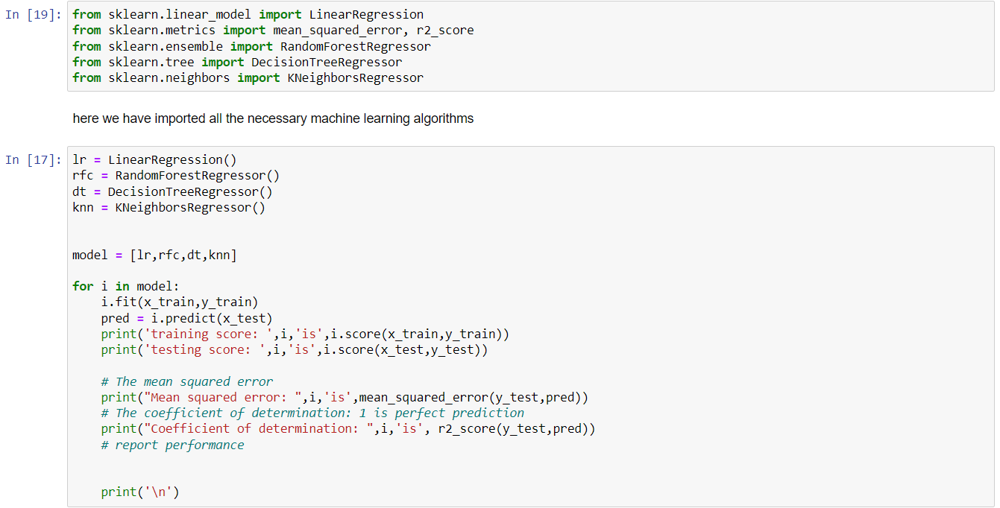 In [19]: from sklearn.linear_model import LinearRegression
from sklearn.metrics import mean_squared_error, r2_score
from sklearn.ensemble import RandomForestRegressor
from sklearn.tree import DecisionTreeRegressor
from sklearn.neighbors import KNeighborsRegressor
here we have imported all the necessary machine learning algorithms
In [17]: lr = LinearRegression()
rfc = RandomForestRegressor()
dt = DecisionTreeRegressor()
knn = KNeighborsRegressor()
model = [lr,rfc,dt,knn]
for i in model:
    i.fit(x_train,y_train)
    pred = i.predict(x_test)
    print('training score: ',i,'is',i.score(x_train,y_train))
    print('testing score: ',i,'is',i.score(x_test,y_test))
    # The mean squared error
    print("Mean squared error: ",i,'is',mean_squared_error(y_test,pred))
    # The coefficient of determination: 1 is perfect prediction
    print("Coefficient of determination: ",i,'is', r2_score(y_test,pred))
    # report performance
    print('\n')